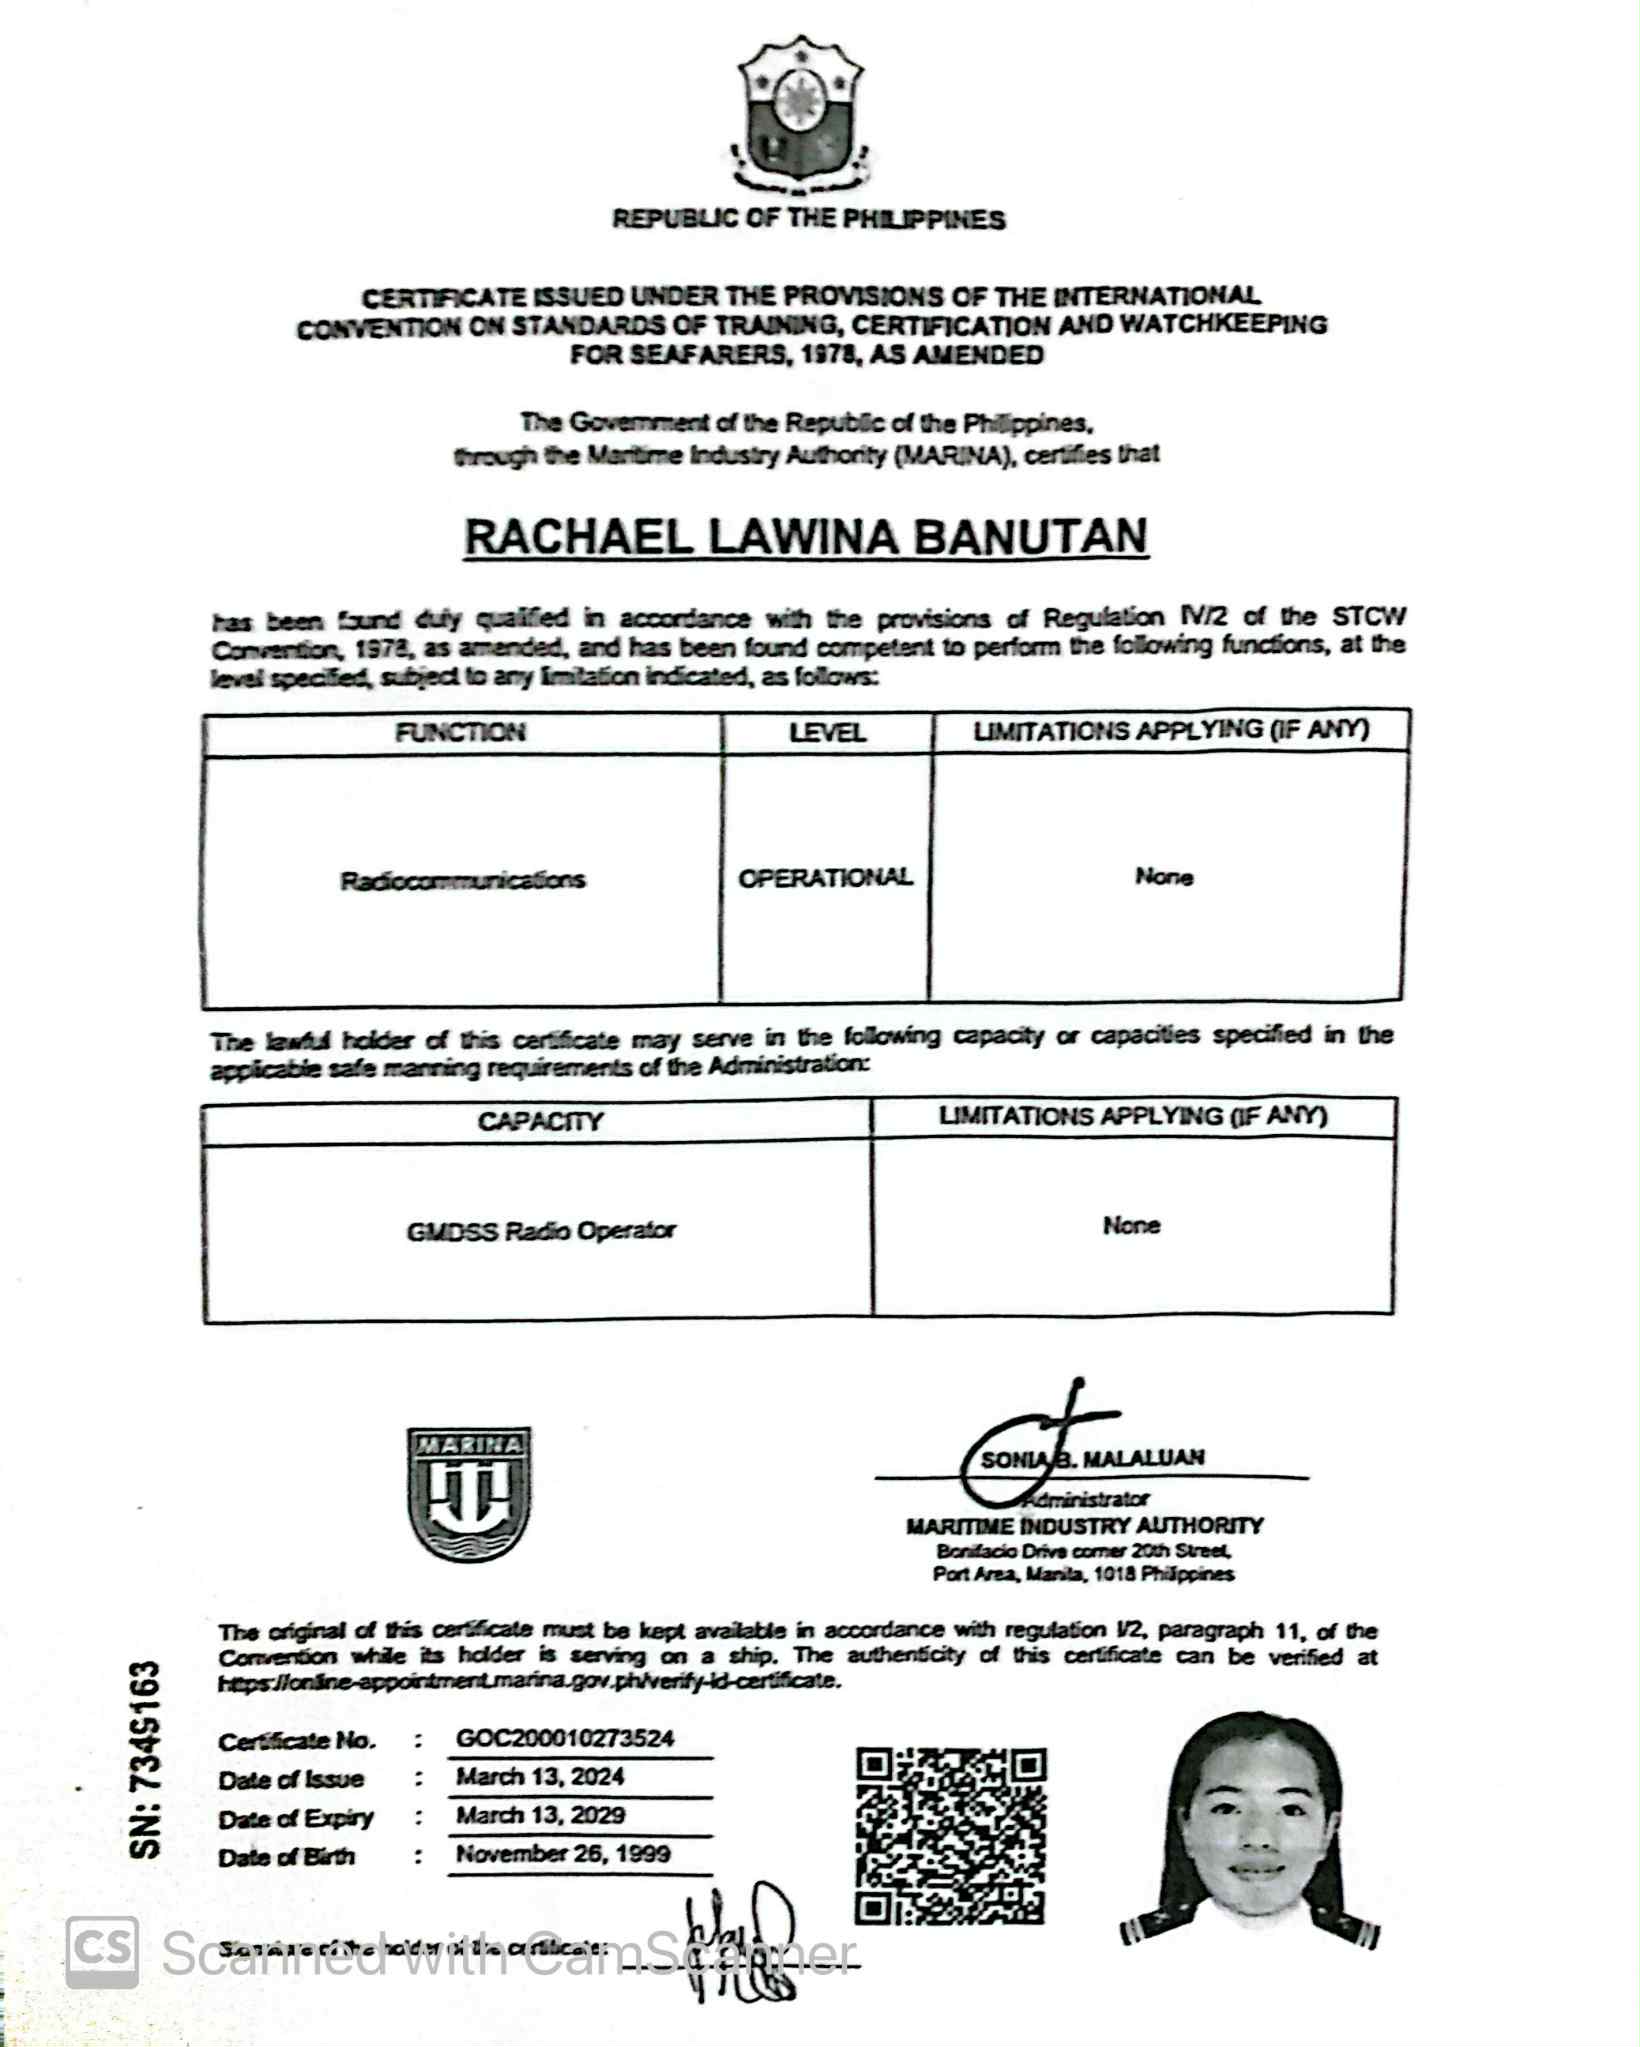 REPUBLIC OF THE PHILIPPINES
CERTIFICATE ISSUED UNDER THE PROVISIONS OF THE INTERNATIONAL
CONVENTION ON STANDARDS OF TRAINING, CERTIFICATION AND WATCHKEEPING
FOR SEAFARERS, 1978, AS AMENDED
The Government of the Republic of the Philippines,
through the Maritime Industry Authority (MARINA), certifies that
RACHAEL LAWINA BANUTAN
has been found duly qualified in accordance with the provisions of Regulation IV/2 of the STCW
Convention, 1978, as amended, and has been found competent to perform the following functions, at the
level specified, subject to any limitation indicated, as follows:
FUNCTION LEVEL LIMITATIONS APPLYING (IF ANY)
Radiocommunications OPERATIONAL None
The lawful holder of this certificate may serve in the following capacity or capacities specified in the
applicable safe manning requirements of the Administration:
CAPACITY LIMITATIONS APPLYING (IF ANY)
GMDSS Radio Operator None
MARINA
SONIA B. MALALUAN
Administrator
MARITIME INDUSTRY AUTHORITY
Bonifacio Drive corner 20th Street,
Port Area, Manila, 1018 Philippines
The original of this certificate must be kept available in accordance with regulation I/2, paragraph 11, of the
Convention while its holder is serving on a ship. The authenticity of this certificate can be verified at
https://online-appointment.marina.gov.ph/verify-id-certificate.
SN: 7349163
Certificate No. : GOC200010273524
Date of Issue : March 13, 2024
Date of Expiry : March 13, 2029
Date of Birth : November 26, 1999
Signature of the holder of the certificate:
CS Scanned with CamScanner